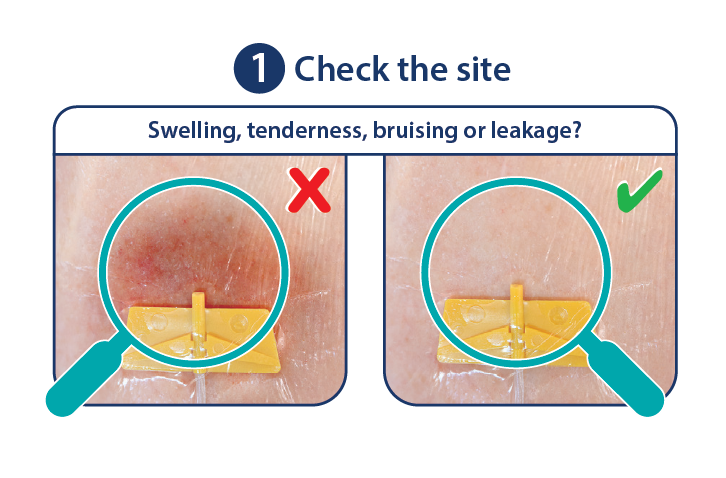 1 Check the site
Swelling, tenderness, bruising or leakage?